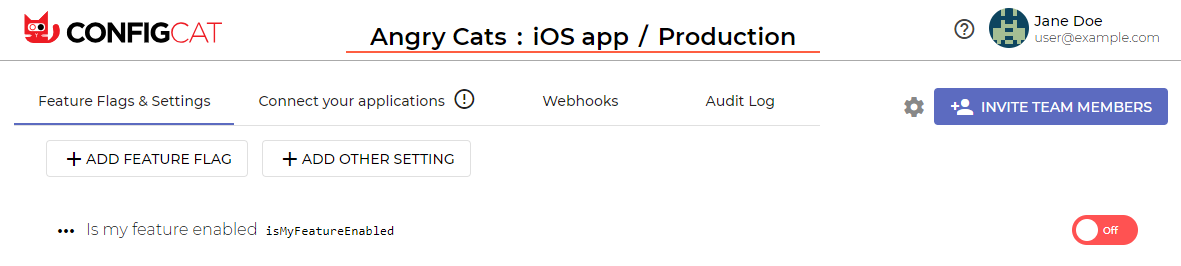 CONFIGCAT
Angry Cats : iOS app / Production
Jane Doe
user@example.com
Feature Flags & Settings
Connect your applications
Webhooks
Audit Log
INVITE TEAM MEMBERS
+ ADD FEATURE FLAG
+ ADD OTHER SETTING
••• Is my feature enabled isMyFeatureEnabled
Off